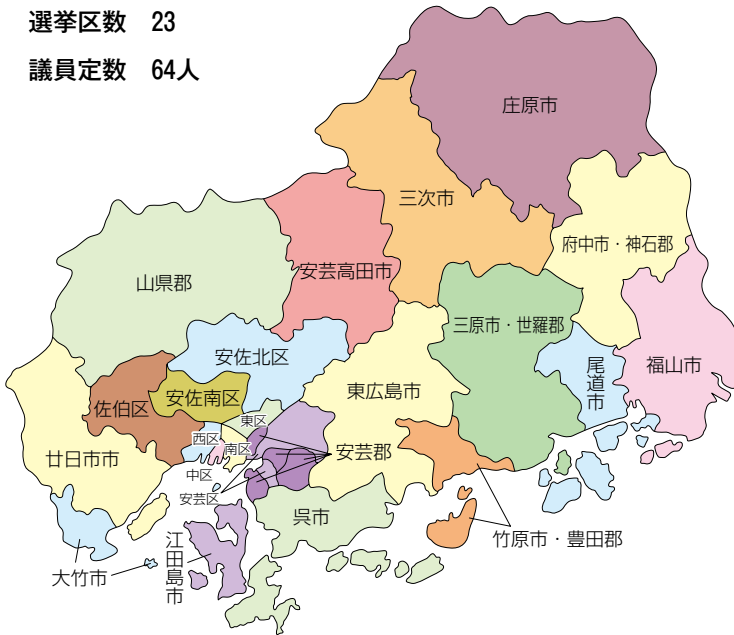 選挙区数 23
議員定数 64人
庄原市
三次市
府中市・神石郡
安芸高田市
山県郡
三原市・世羅郡
安佐北区
尾道市
福山市
東広島市
安佐南区
佐伯区
東区
西区
南区
安芸郡
廿日市市
中区
安芸区
呉市
竹原市・豊田郡
江田島市
大竹市